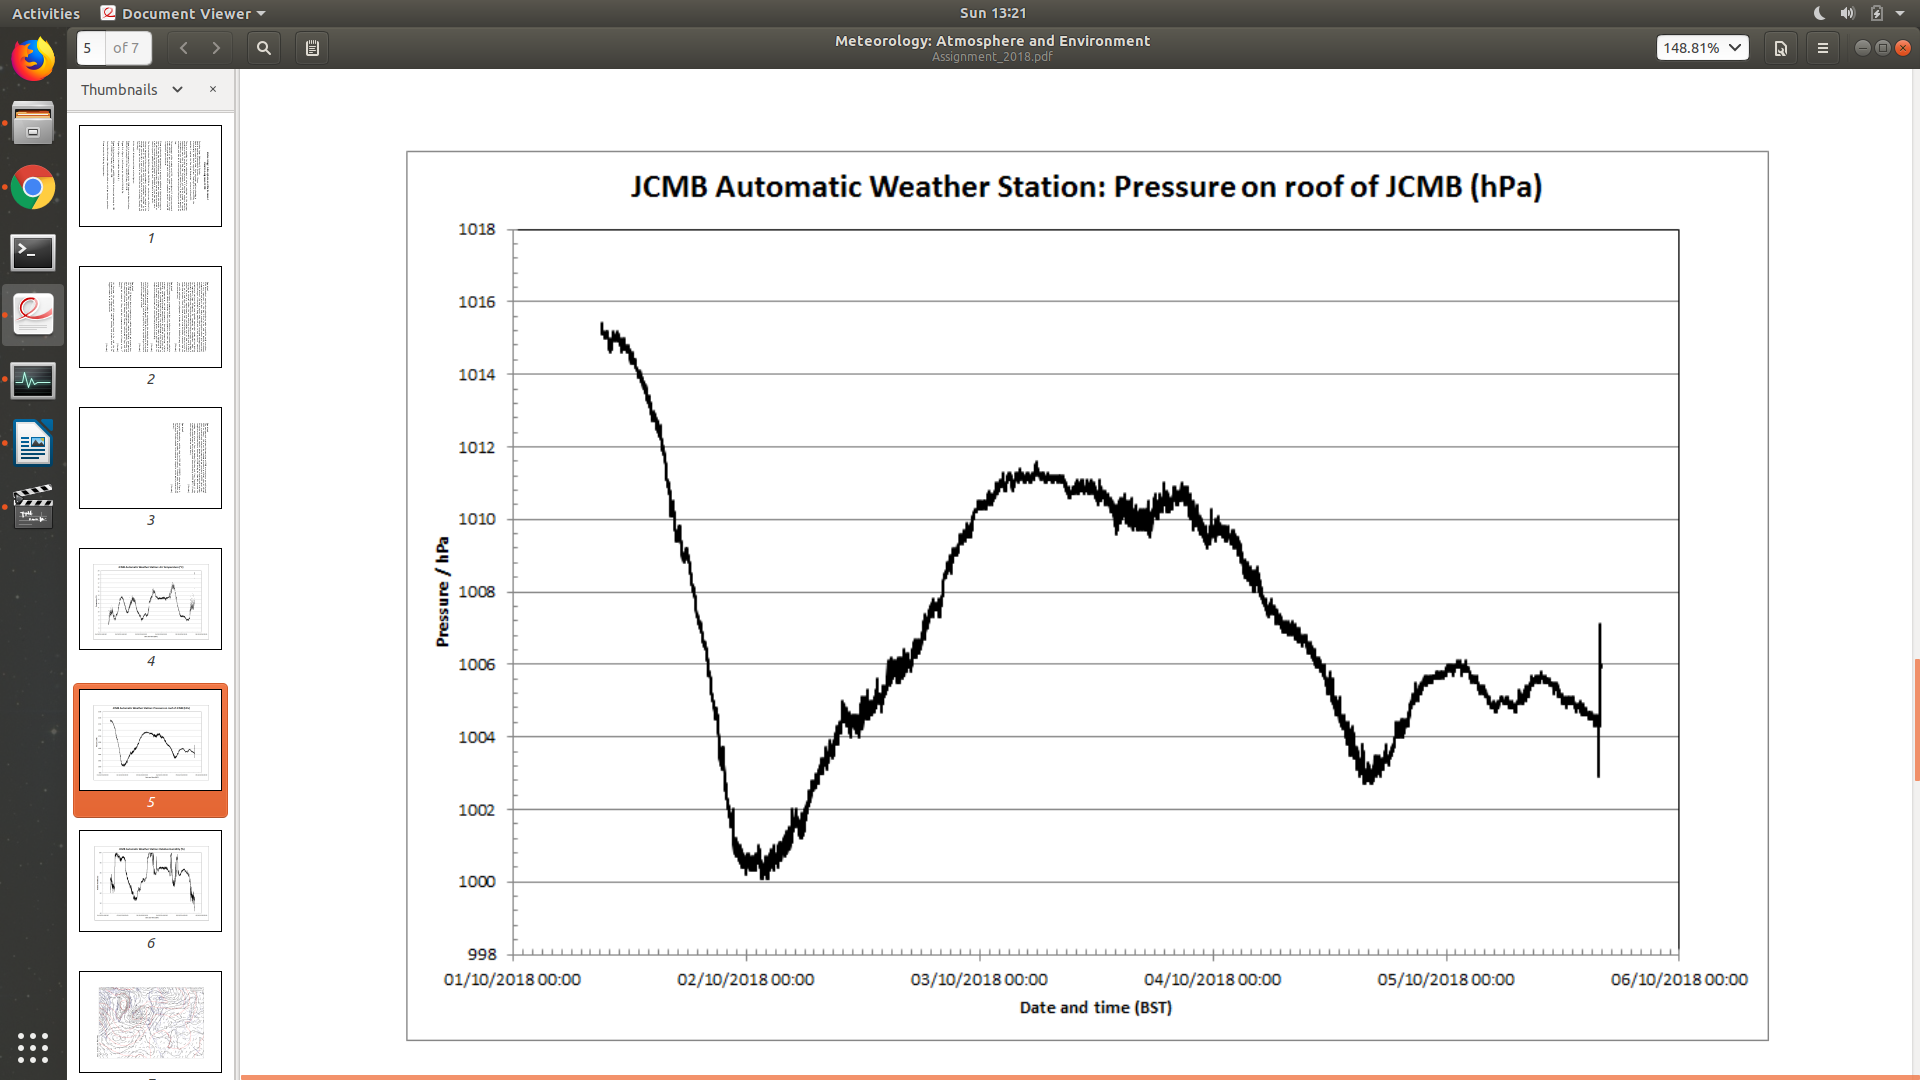 Activities
Document Viewer
Sun 13:21
5
of 7
Meteorology: Atmosphere and Environment
Assignment_2018.pdf
148.81%
Thumbnails
1
2
3
4
5
6
JCMB Automatic Weather Station: Pressure on roof of JCMB (hPa)
1018
1016
1014
1012
1010
1008
1006
1004
1002
1000
998
Pressure / hPa
01/10/2018 00:00
02/10/2018 00:00
03/10/2018 00:00
04/10/2018 00:00
05/10/2018 00:00
06/10/2018 00:00
Date and time (BST)